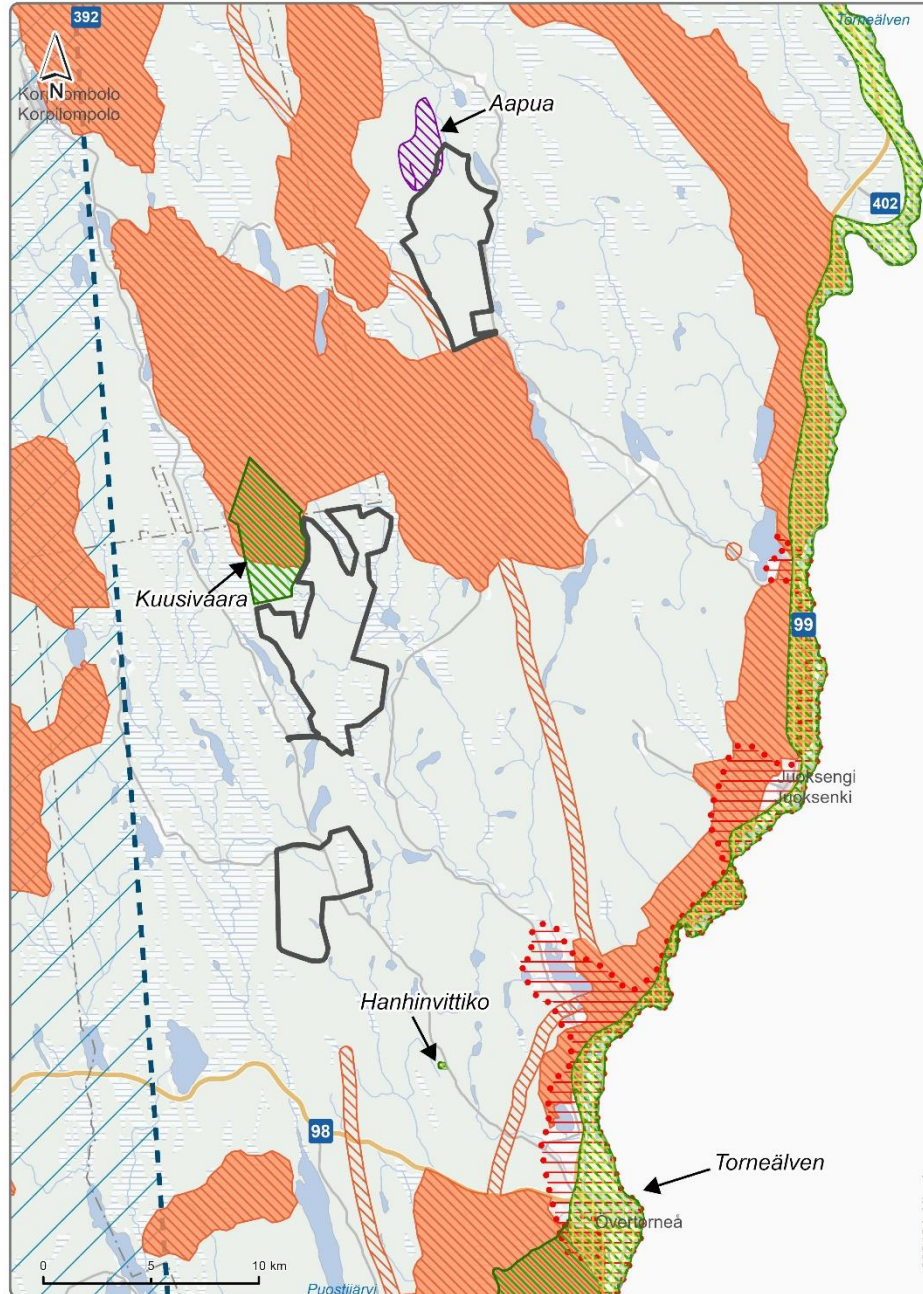 392
Torneälven
N
Korpilombolo
Korpilompolo
Aapua
402
Kuusivaara
99
Juoksengi
Juoksenki
Hanhinvittiko
98
Torneälven
Övertorneå
0 5 10 km
Puostijärvi